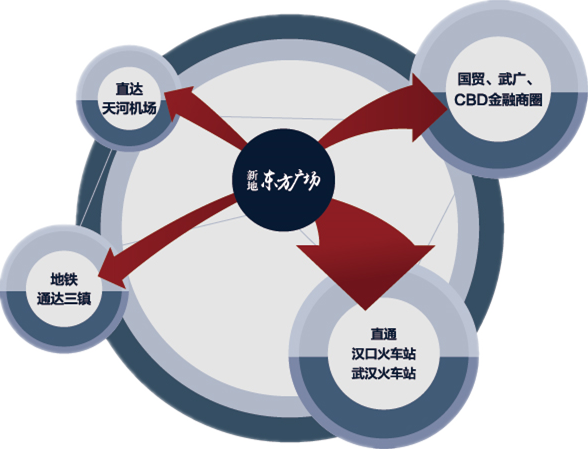 直达
天河机场
国贸、武广、
CBD金融商圈
新地
东方广场
地铁
通达三镇
直通
汉口火车站
武汉火车站